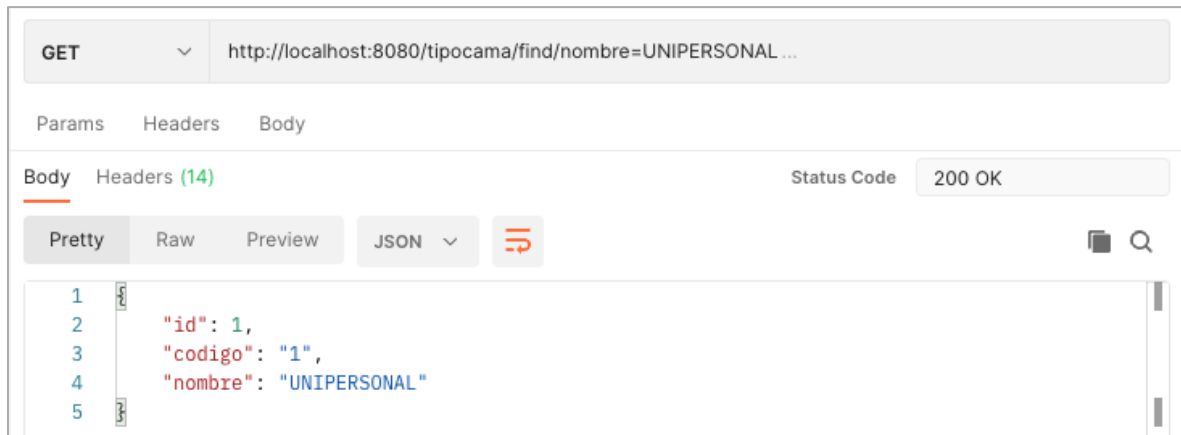 GET http://localhost:8080/tipocama/find/nombre=UNIPERSONAL ...
Params Headers Body
Body Headers (14) Status Code 200 OK
Pretty Raw Preview JSON
1 {
2 "id": 1,
3 "codigo": "1",
4 "nombre": "UNIPERSONAL"
5 }